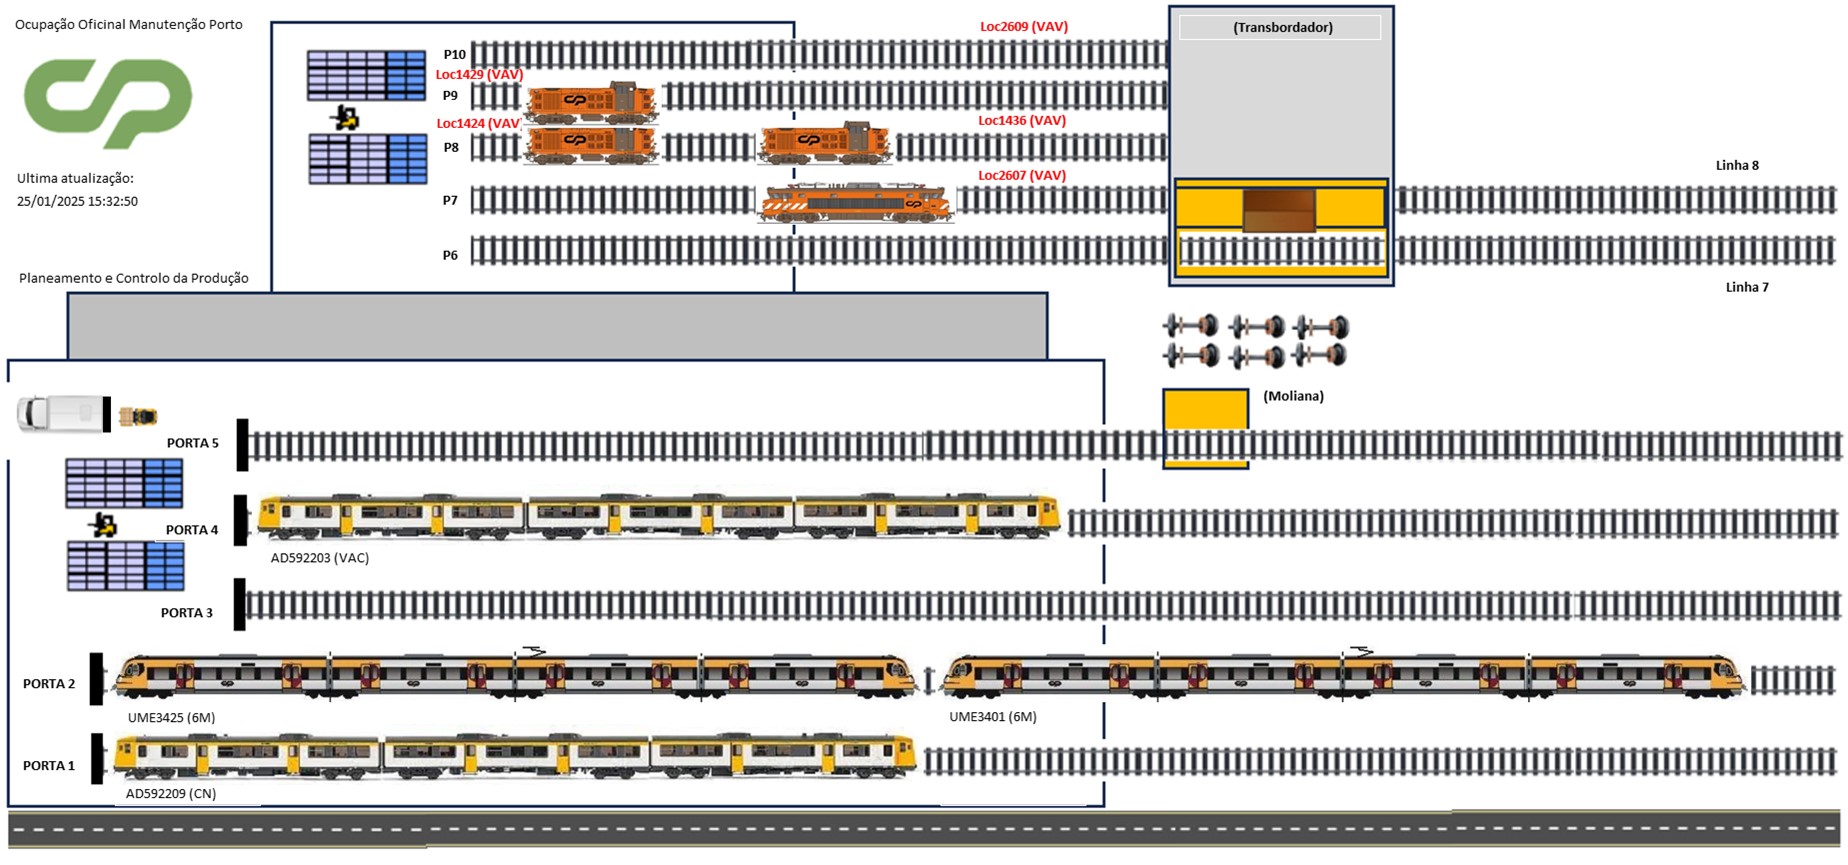 Ocupação Oficinal Manutenção Porto
Ultima atualização:
25/01/2025 15:32:50
Planeamento e Controlo da Produção
Loc2609 (VAV)
(Transbordador)
P10
Loc1429 (VAV)
P9
Loc1424 (VAV)
Loc1436 (VAV)
P8
Loc2607 (VAV)
P7
Linha 8
P6
Linha 7
(Moliana)
PORTA 5
PORTA 4
AD592203 (VAC)
PORTA 3
PORTA 2
UME3425 (6M)
UME3401 (6M)
PORTA 1
AD592209 (CN)